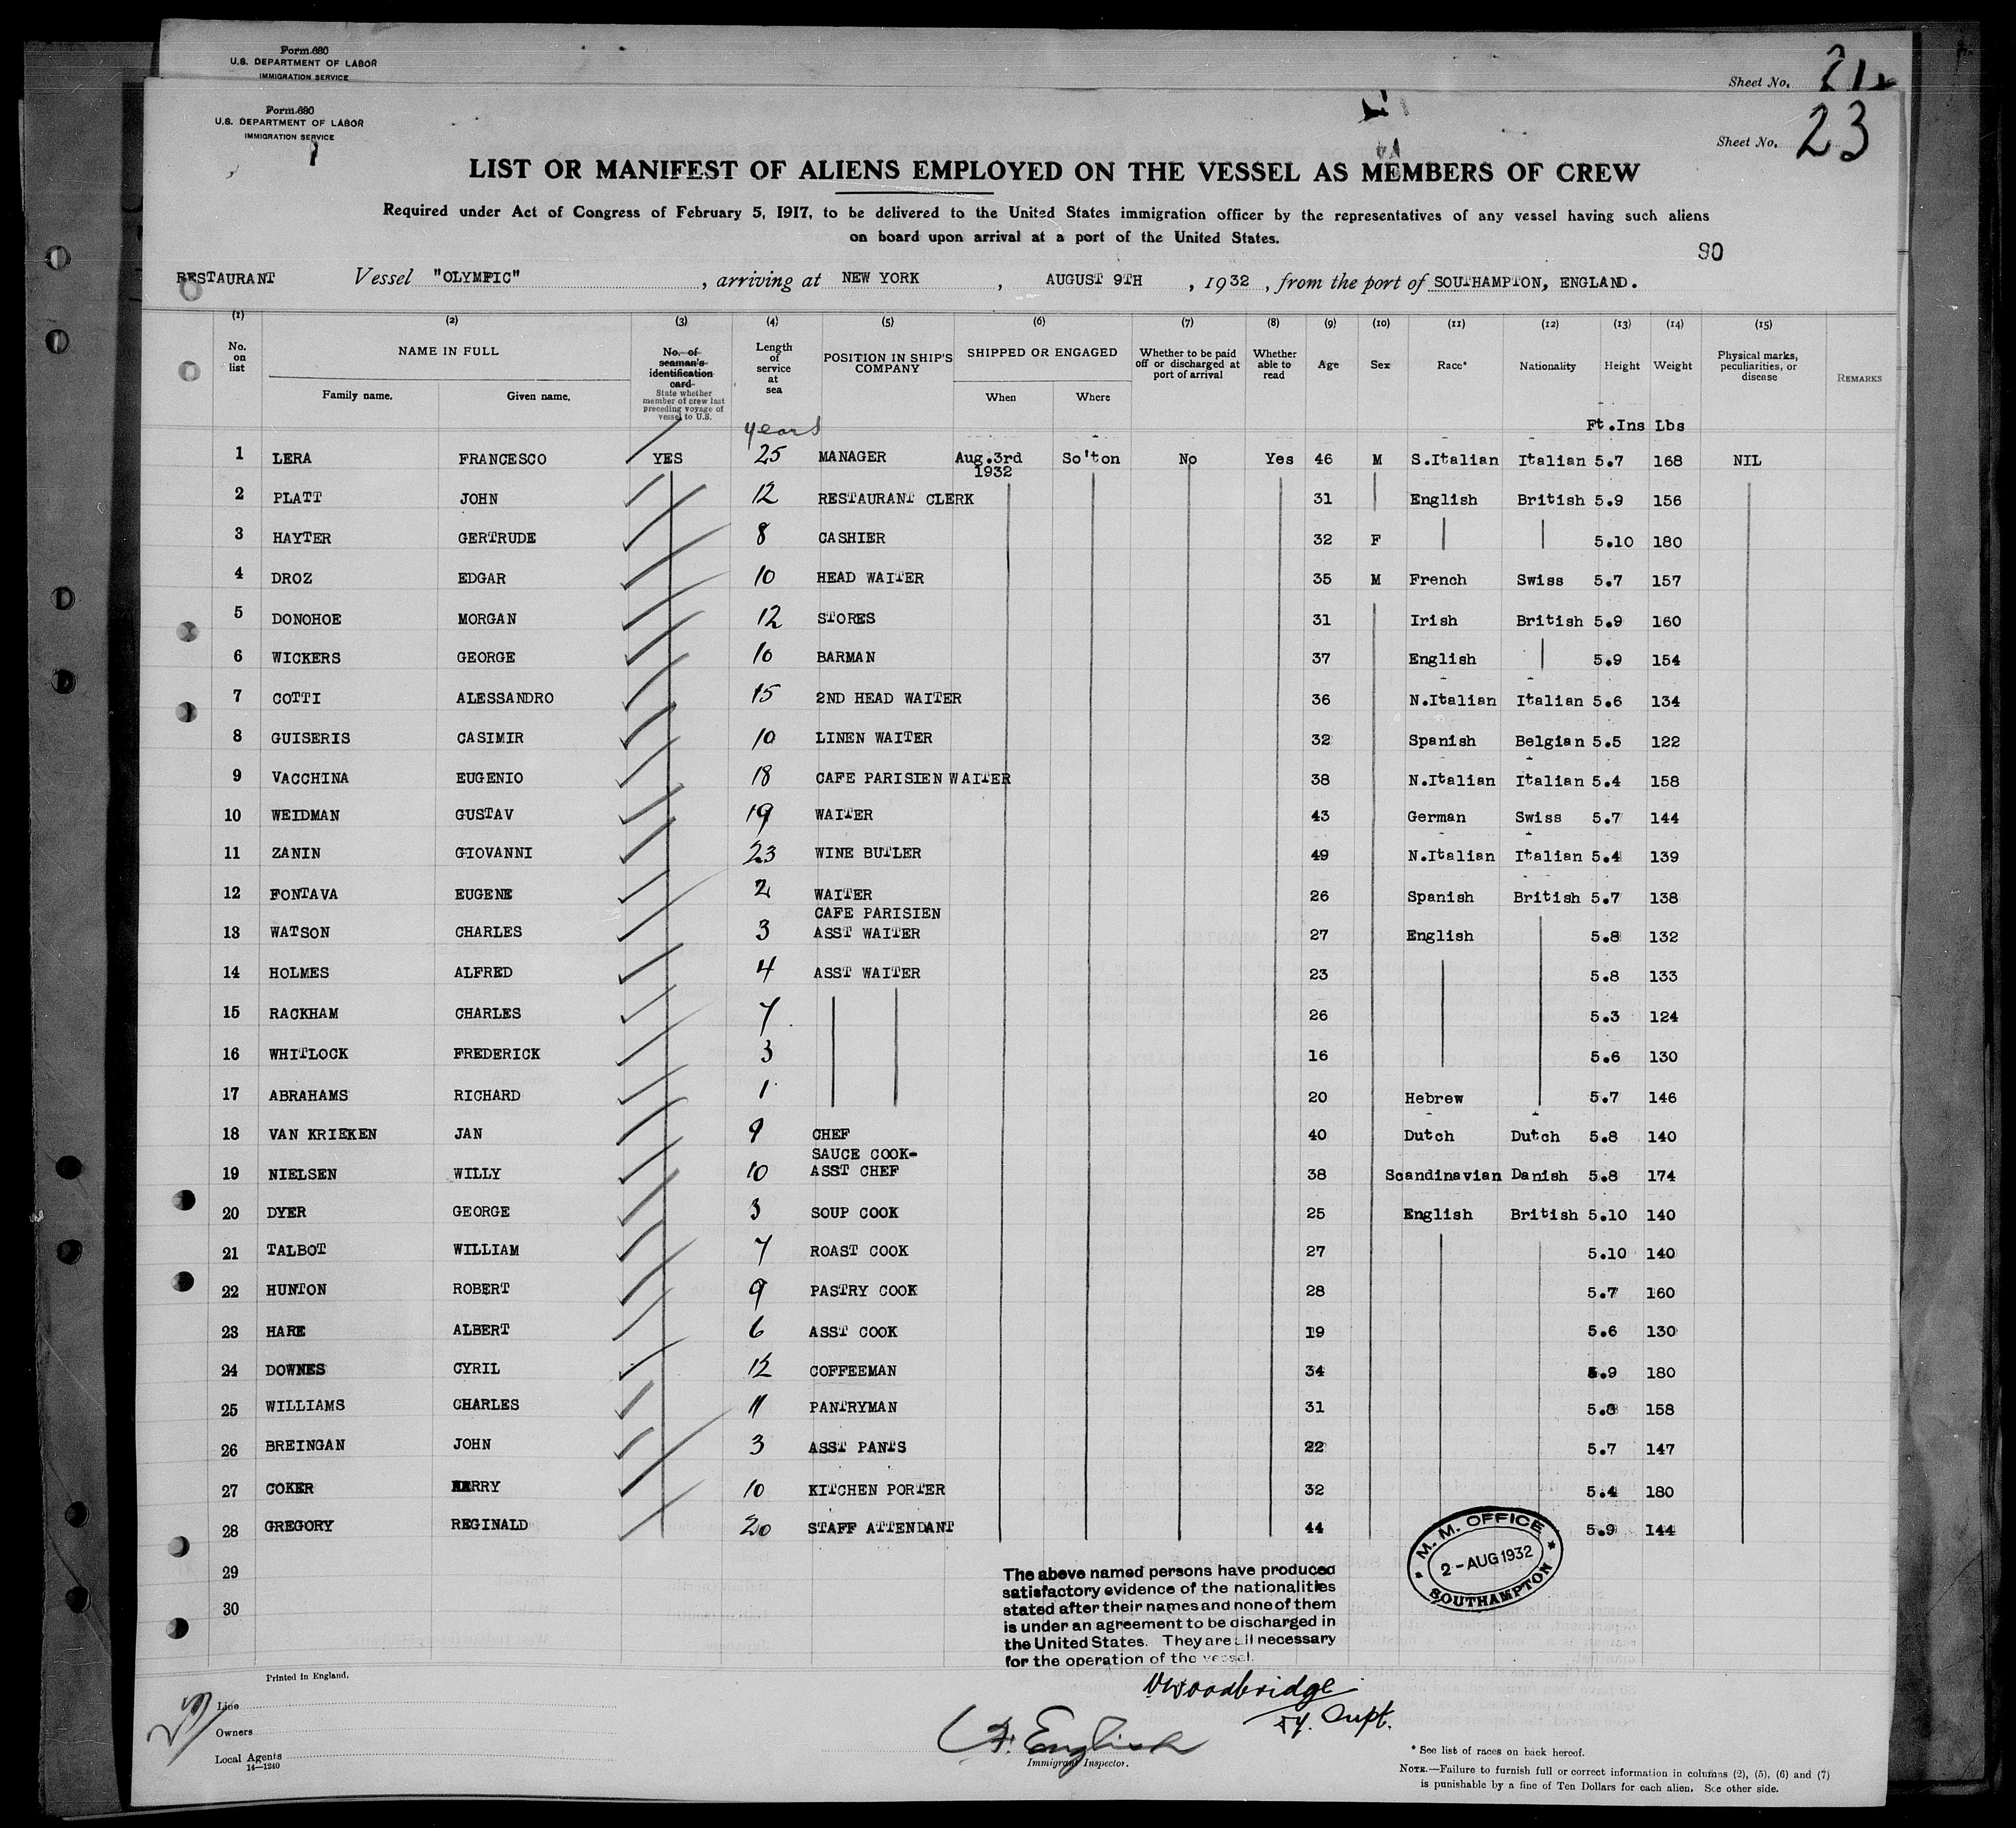 Form 680
U.S. DEPARTMENT OF LABOR
IMMIGRATION SERVICE
Sheet No. 24
Form 680
U.S. DEPARTMENT OF LABOR
IMMIGRATION SERVICE
Sheet No. 23
LIST OR MANIFEST OF ALIENS EMPLOYED ON THE VESSEL AS MEMBERS OF CREW
Required under Act of Congress of February 5, 1917, to be delivered to the United States immigration officer by the representatives of any vessel having such aliens
on board upon arrival at a port of the United States.
90
RESTAURANT Vessel "OLYMPIC", arriving at NEW YORK, AUGUST 9TH, 1932, from the port of SOUTHAMPTON, ENGLAND.
(1) (2) (3) (4) (5) (6) (7) (8) (9) (10) (11) (12) (13) (14) (15)
No. on list NAME IN FULL Family name. Given name. No. of seaman's identification card State whether member of crew last preceding voyage of vessel to U.S. Length of service at sea POSITION IN SHIP'S COMPANY SHIPPED OR ENGAGED When Where Whether to be paid off or discharged at port of arrival Whether able to read Age Sex Race* Nationality Height Weight Physical marks, peculiarities, or disease REMARKS
years Ft.Ins Lbs
1 LERA FRANCESCO YES 25 MANAGER Aug.3rd 1932 So'ton No Yes 46 M S.Italian Italian 5.7 168 NIL
2 PLATT JOHN 12 RESTAURANT CLERK 31 English British 5.9 156
3 HAYTER GERTRUDE 8 CASHIER 32 F 5.10 180
4 DROZ EDGAR 10 HEAD WAITER 35 M French Swiss 5.7 157
5 DONOHOE MORGAN 12 STORES 31 Irish British 5.9 160
6 WICKERS GEORGE 10 BARMAN 37 English 5.9 154
7 COTTI ALESSANDRO 15 2ND HEAD WAITER 36 N.Italian Italian 5.6 134
8 GUISERIS CASIMIR 10 LINEN WAITER 32 Spanish Belgian 5.5 122
9 VACCHINA EUGENIO 18 CAFE PARISIEN WAITER 38 N.Italian Italian 5.4 158
10 WEIDMAN GUSTAV 19 WAITER 43 German Swiss 5.7 144
11 ZANIN GIOVANNI 23 WINE BUTLER 49 N.Italian Italian 5.4 139
12 FONTAVA EUGENE 2 WAITER 26 Spanish British 5.7 138
13 WATSON CHARLES 3 CAFE PARISIEN ASST WAITER 27 English 5.8 132
14 HOLMES ALFRED 4 ASST WAITER 23 5.8 133
15 RACKHAM CHARLES 7 26 5.3 124
16 WHITLOCK FREDERICK 3 16 5.6 130
17 ABRAHAMS RICHARD 1 20 Hebrew 5.7 146
18 VAN KRIEKEN JAN 9 CHEF 40 Dutch Dutch 5.8 140
19 NIELSEN WILLY 10 SAUCE COOK- ASST CHEF 38 Scandinavian Danish 5.8 174
20 DYER GEORGE 3 SOUP COOK 25 English British 5.10 140
21 TALBOT WILLIAM 7 ROAST COOK 27 5.10 140
22 HUNTON ROBERT 9 PASTRY COOK 28 5.7 160
23 HARE ALBERT 6 ASST COOK 19 5.6 130
24 DOWNES CYRIL 12 COFFEEMAN 34 5.9 180
25 WILLIAMS CHARLES 11 PANTRYMAN 31 5.8 158
26 BREINGAN JOHN 3 ASST PANTS 22 5.7 147
27 COKER HARRY 10 KITCHEN PORTER 32 5.4 180
28 GREGORY REGINALD 20 STAFF ATTENDANT 44 5.9 144
29
30
M. M. OFFICE
2-AUG 1932
SOUTHAMPTON
The above named persons have produced
satisfactory evidence of the nationalities
stated after their names and none of them
is under an agreement to be discharged in
the United States. They are all necessary
for the operation of the vessel.
Printed in England.
Woodbridge
Supt.
Line
Owners
Local Agents
14—1240
English
Immigrant Inspector.
* See list of races on back hereof.
NOTE.—Failure to furnish full or correct information in columns (2), (5), (6) and (7)
is punishable by a fine of Ten Dollars for each alien. See other side.